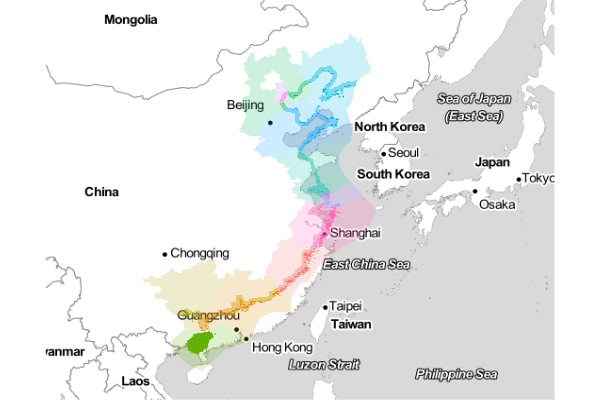 Mongolia
Sea of Japan
(East Sea)
Beijing
North Korea
Seoul
Japan
South Korea
Tokyo
China
Osaka
Shanghai
Chongqing
East China Sea
Taipei
Guangzhou
Taiwan
Hong Kong
yanmar
Luzon Strait
Laos
Philippine Sea